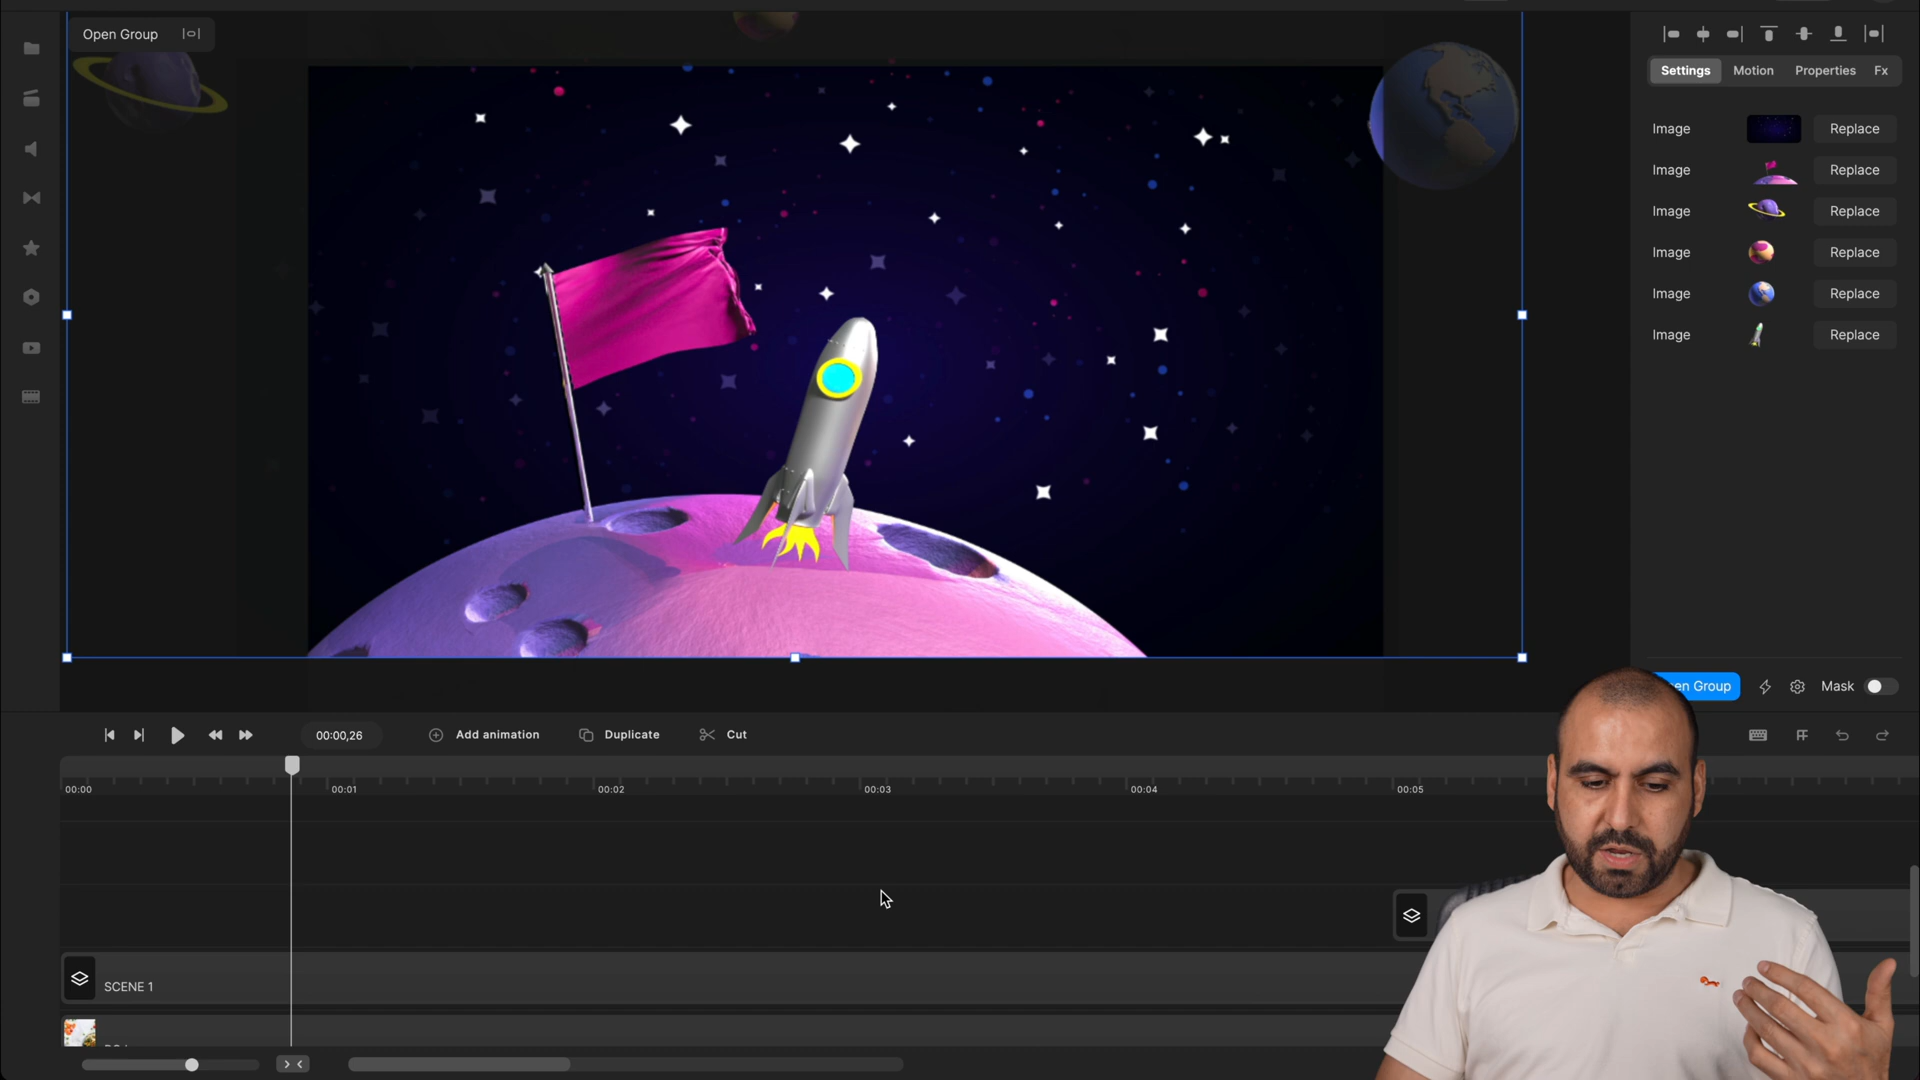 Open Group
Settings
Motion
Properties
Fx
Image
Replace
Image
Replace
Image
Replace
Image
Replace
Image
Replace
Image
Replace
en Group
Mask
00:00,26
Add animation
Duplicate
Cut
00:00
00:01
00:02
00:03
00:04
00:05
SCENE 1